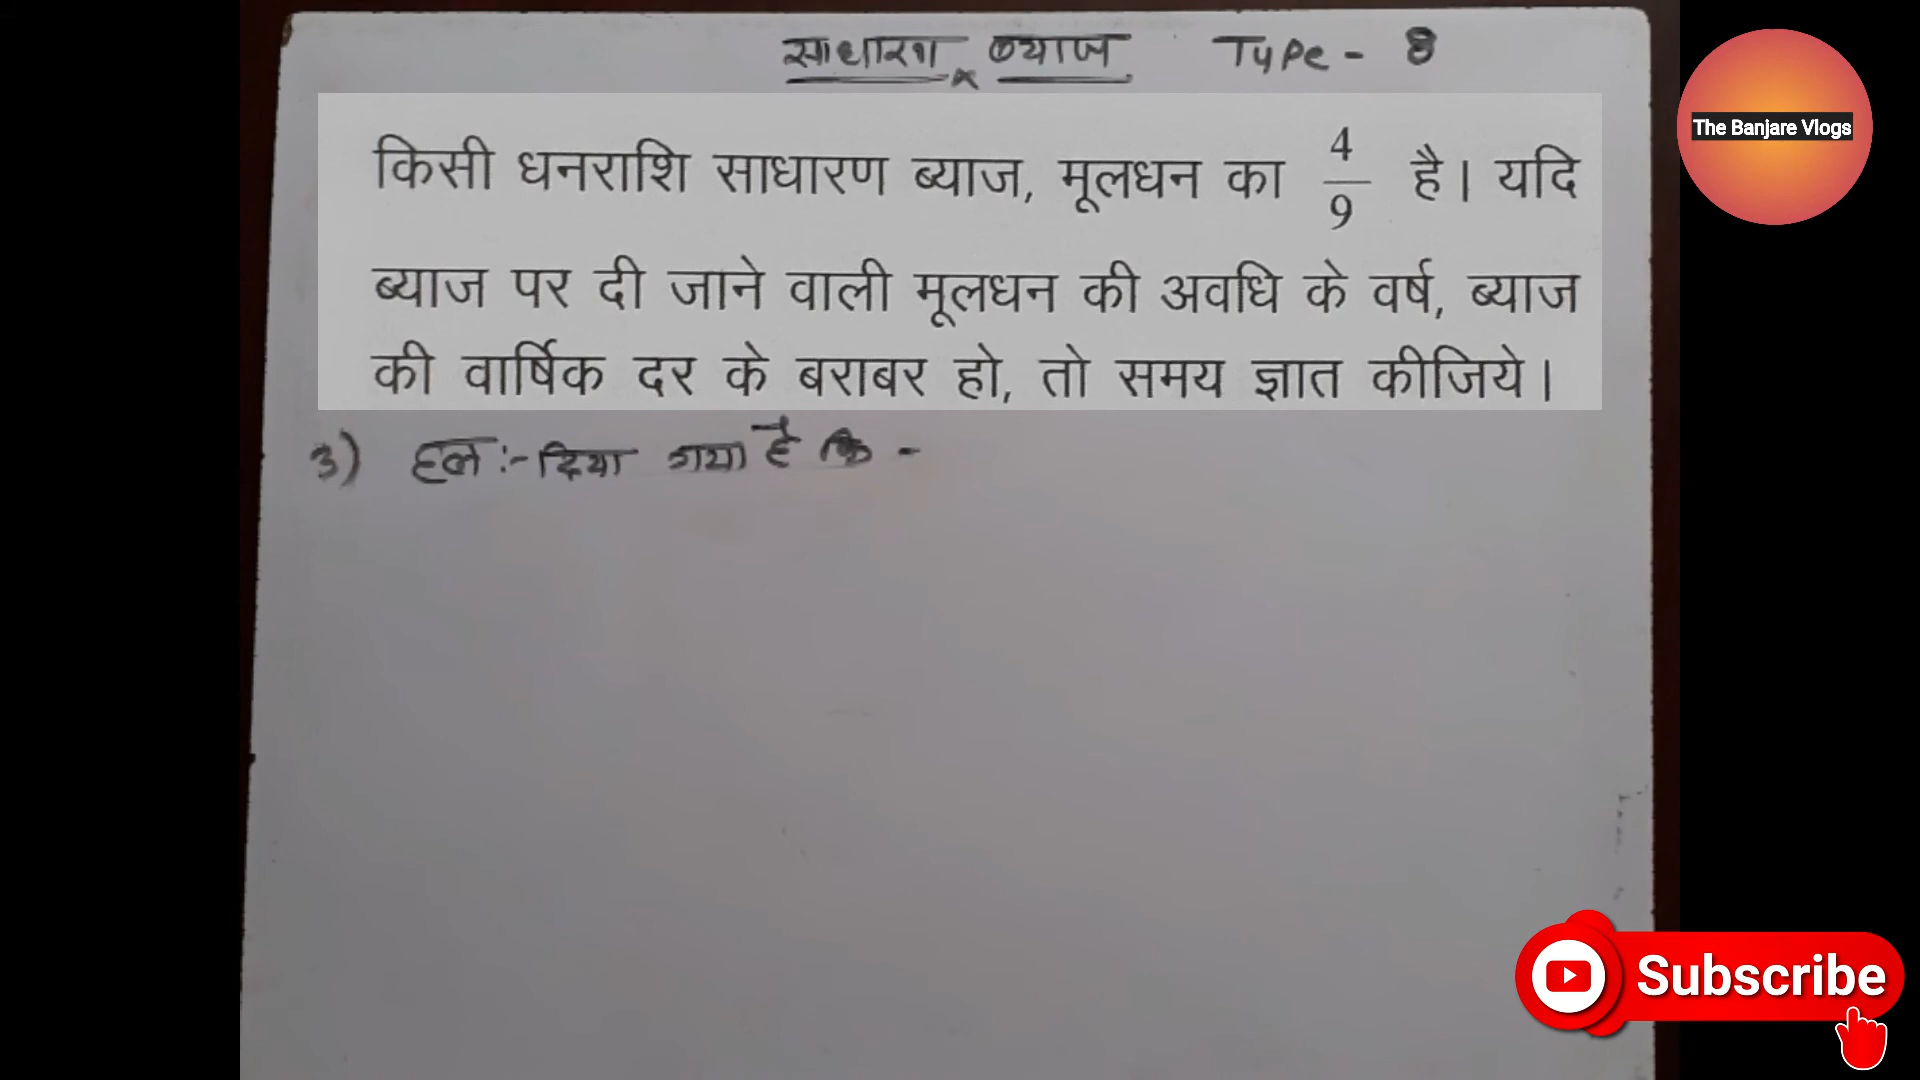 साधारण ब्याज Type - 8
The Banjare Vlogs
किसी धनराशि साधारण ब्याज, मूलधन का 4/9 है। यदि
ब्याज पर दी जाने वाली मूलधन की अवधि के वर्ष, ब्याज
की वार्षिक दर के बराबर हो, तो समय ज्ञात कीजिये।
3) हल :- दिया गया है कि -
Subscribe